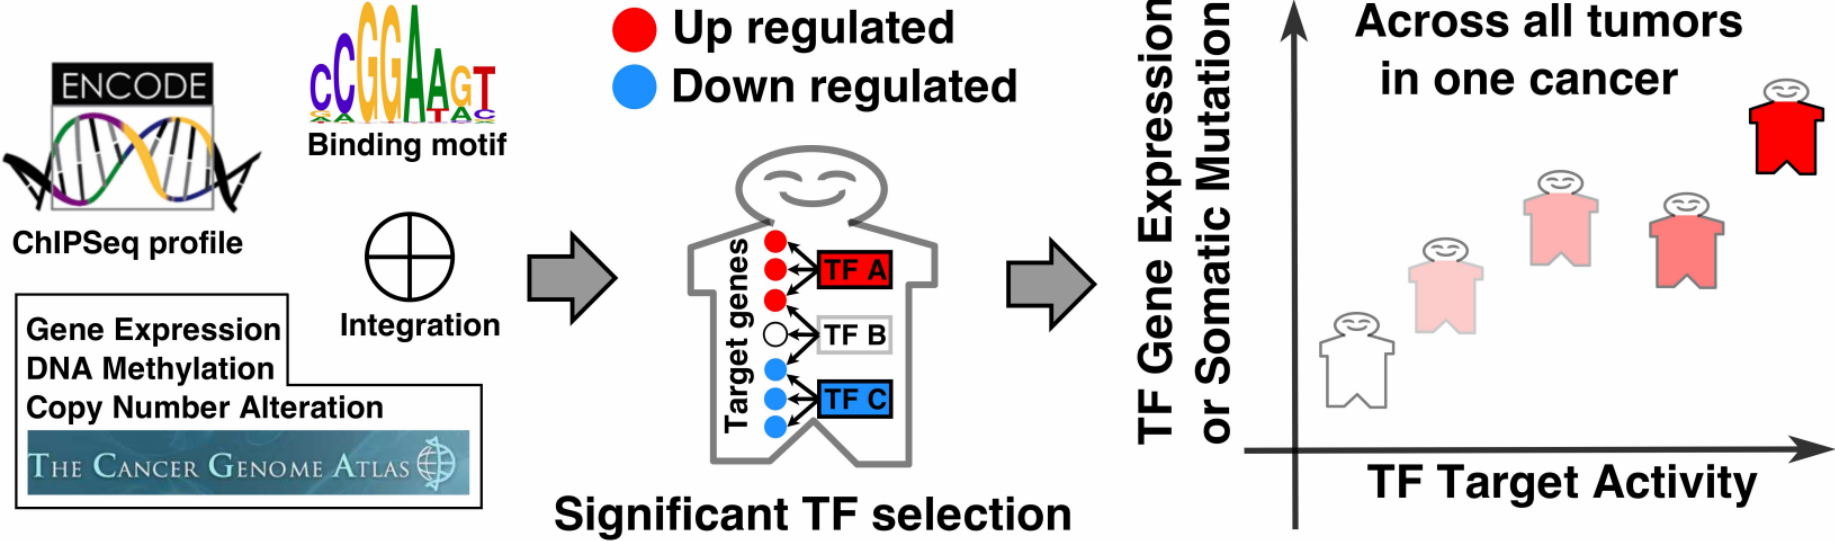 ENCODE
ChIPSeq profile
CCGGAAGT
Binding motif
Integration
Gene Expression
DNA Methylation
Copy Number Alteration
THE CANCER GENOME ATLAS
Up regulated
Down regulated
Target genes
TF A
TF B
TF C
Significant TF selection
TF Gene Expression
or Somatic Mutation
Across all tumors
in one cancer
TF Target Activity